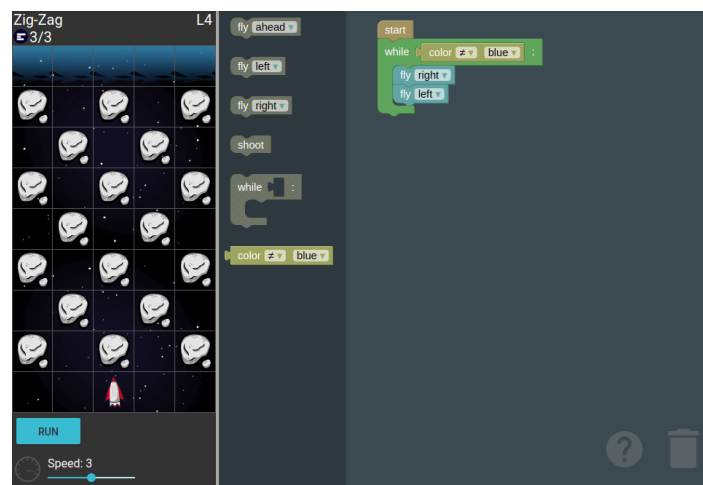 Zig-Zag L4
3/3
RUN
Speed: 3
fly ahead
fly left
fly right
shoot
while :
color ≠ blue
start
while color ≠ blue :
fly right
fly left
?